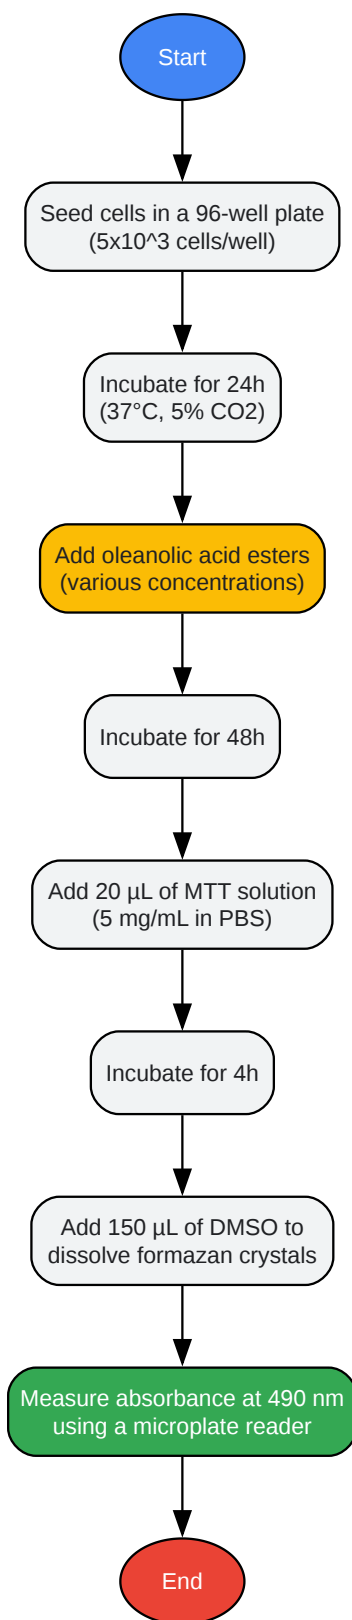 Start
Seed cells in a 96-well plate
(5x10^3 cells/well)
Incubate for 24h
(37°C, 5% CO2)
Add oleanolic acid esters
(various concentrations)
Incubate for 48h
Add 20 µL of MTT solution
(5 mg/mL in PBS)
Incubate for 4h
Add 150 µL of DMSO to
dissolve formazan crystals
Measure absorbance at 490 nm
using a microplate reader
End